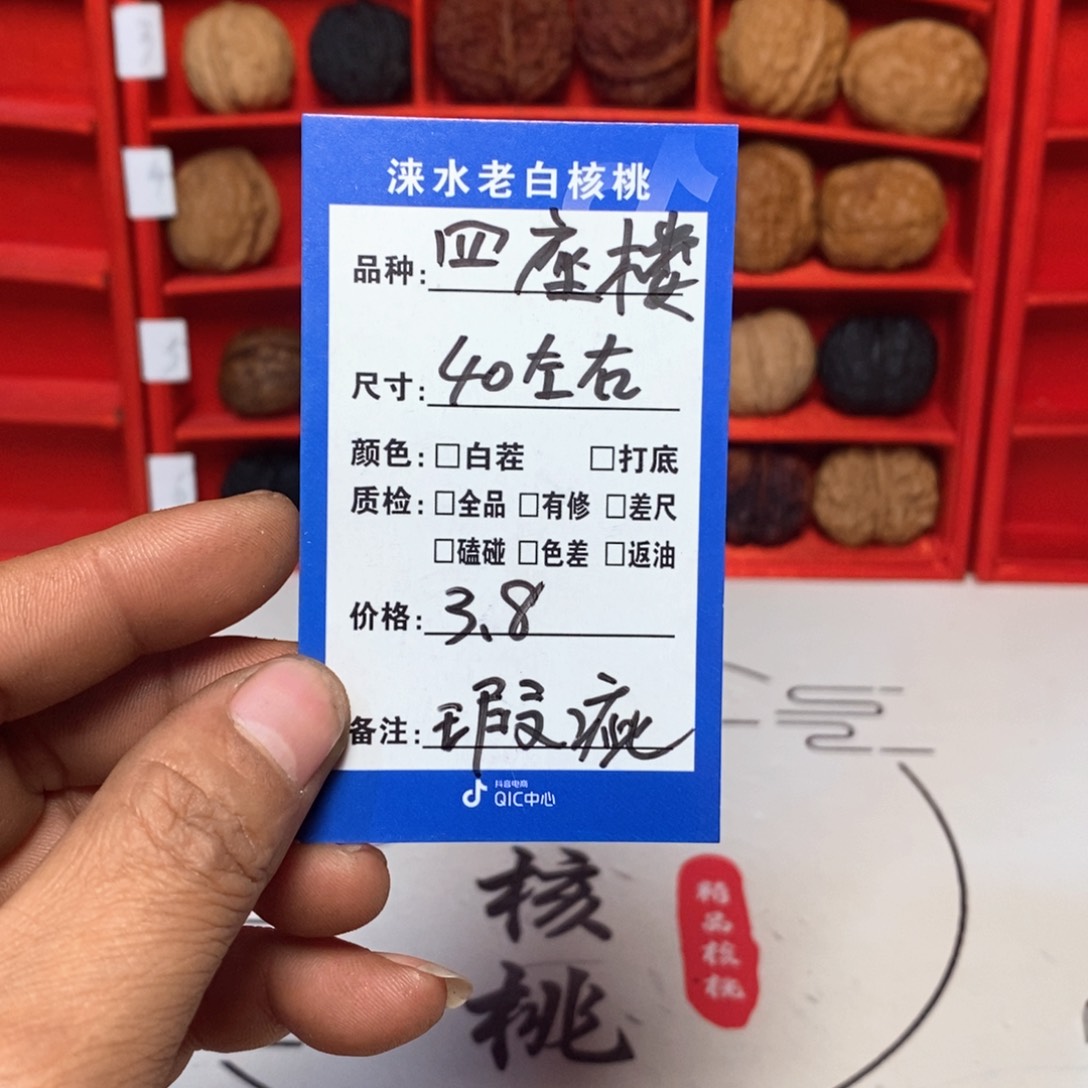 3
4
5
涞水老白核桃
品种:四座楼
尺寸:40左右
颜色:□白茬 □打底
质检:□全品 □有修 □差尺
□磕碰 □色差 □返油
价格:3.8
备注:瑕疵
抖音电商
QIC中心
核桃
精品核桃